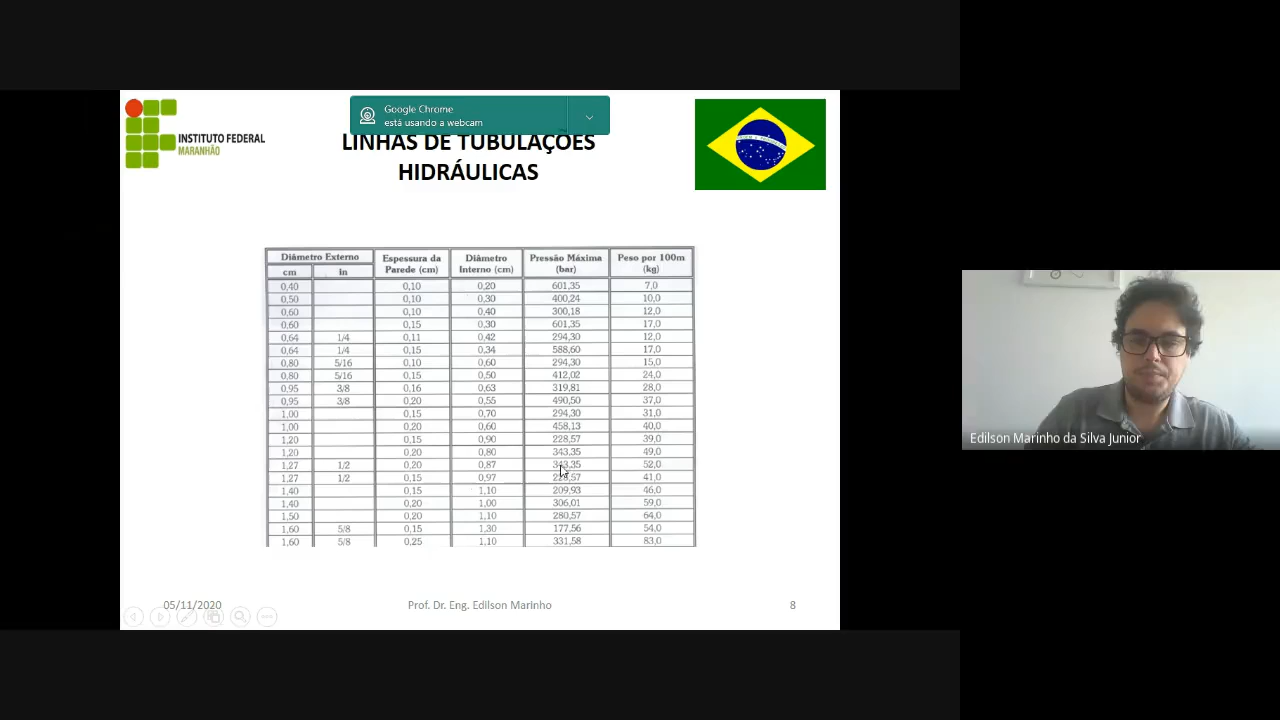 Google Chrome
está usando a webcam
INSTITUTO FEDERAL
MARANHÃO
LINHAS DE TUBULAÇÕES
HIDRÁULICAS
Diâmetro Externo Espessura da Parede (cm) Diâmetro Interno (cm) Pressão Máxima (bar) Peso por 100m (kg)
cm in
0,40 0,10 0,20 601,35 7,0
0,50 0,10 0,30 400,24 10,0
0,60 0,10 0,40 300,18 12,0
0,60 0,15 0,30 601,35 17,0
0,64 1/4 0,11 0,42 294,30 12,0
0,64 1/4 0,15 0,34 588,60 17,0
0,80 5/16 0,10 0,60 294,30 15,0
0,80 5/16 0,15 0,50 412,02 24,0
0,95 3/8 0,16 0,63 319,81 28,0
0,95 3/8 0,20 0,55 490,50 37,0
1,00 0,15 0,70 294,30 31,0
1,00 0,20 0,60 458,13 40,0
1,20 0,15 0,90 228,57 39,0
1,20 0,20 0,80 343,35 49,0
1,27 1/2 0,20 0,87 343,35 52,0
1,27 1/2 0,15 0,97 228,57 41,0
1,40 0,15 1,10 209,93 46,0
1,40 0,20 1,00 306,01 59,0
1,50 0,20 1,10 280,57 64,0
1,60 5/8 0,15 1,30 177,56 54,0
1,60 5/8 0,25 1,10 331,58 83,0
05/11/2020 Prof. Dr. Eng. Edilson Marinho 8
Edilson Marinho da Silva Junior